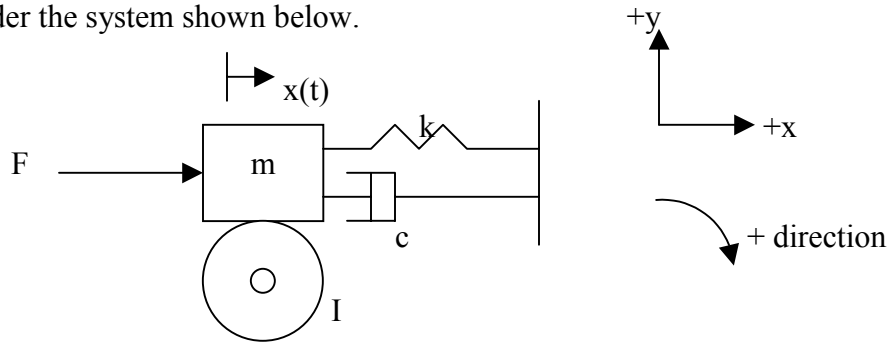 der the system shown below.
+y
x(t)
k
+x
F
m
c
+ direction
I